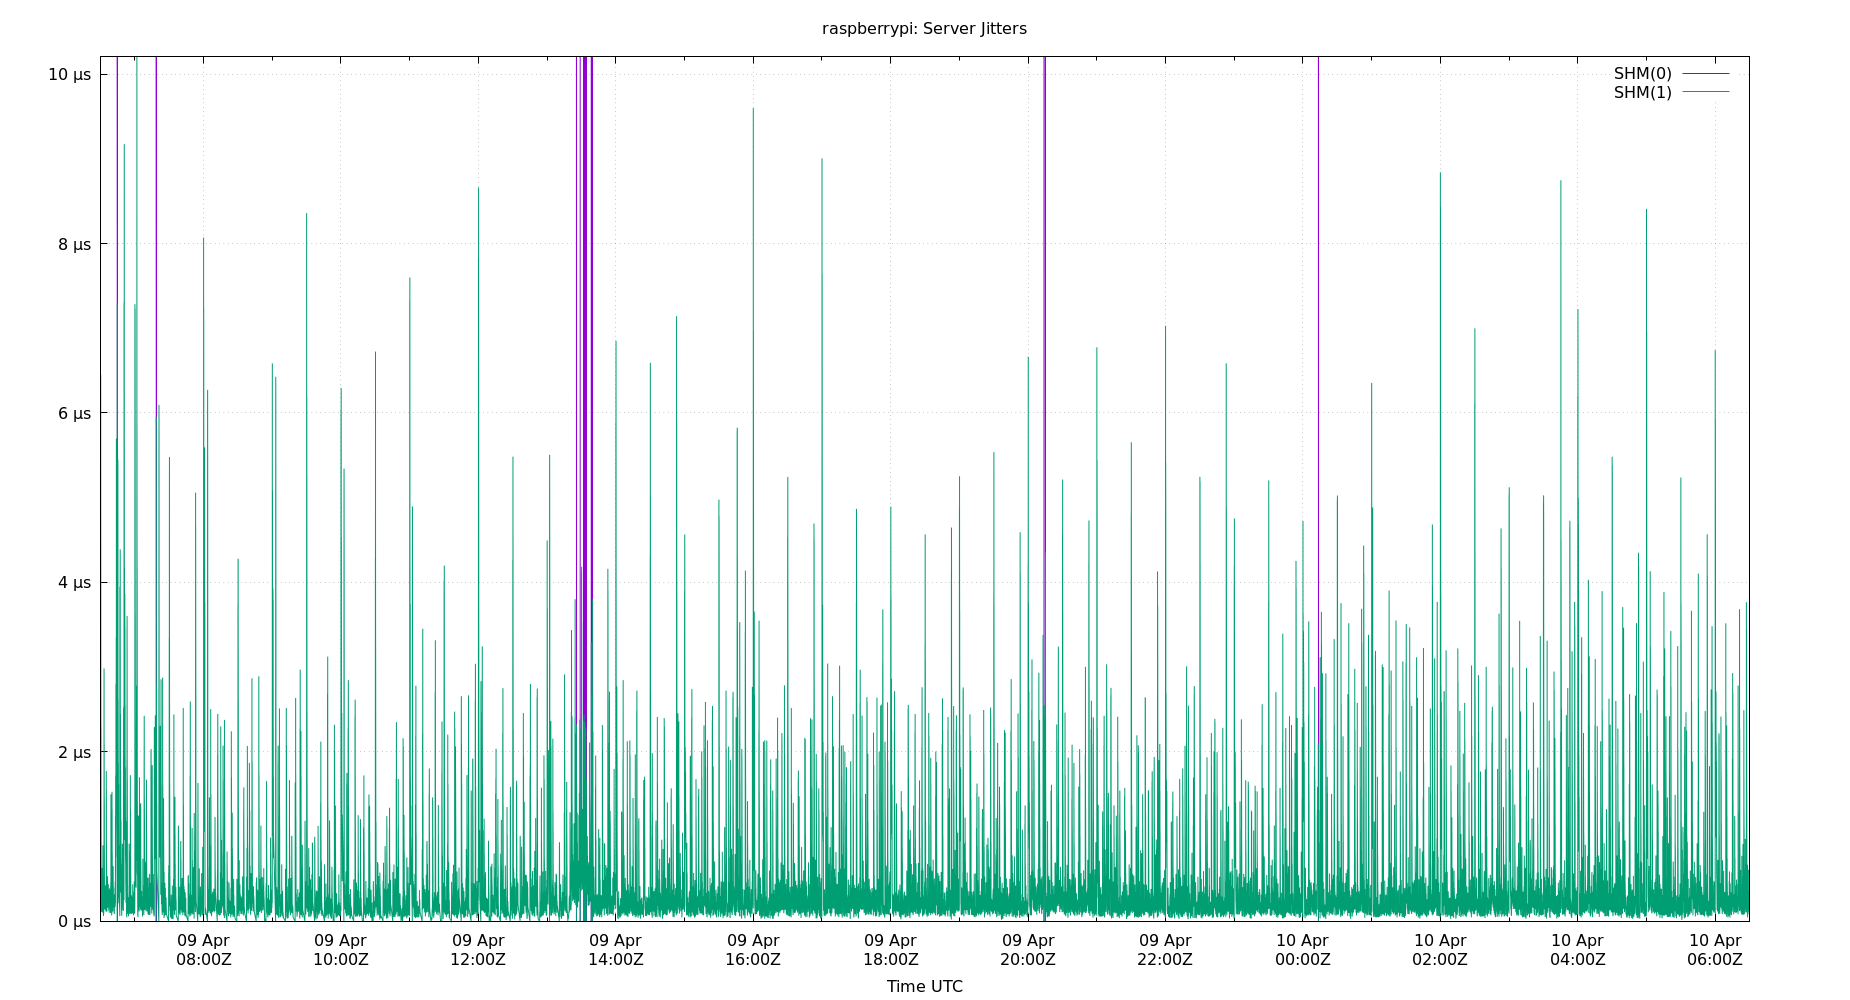 raspberrypi: Server Jitters
SHM(0)
SHM(1)
10 µs
8 µs
6 µs
4 µs
2 µs
0 µs
09 Apr 09 Apr 09 Apr 09 Apr 09 Apr 09 Apr 09 Apr 09 Apr 10 Apr 10 Apr 10 Apr 10 Apr
08:00Z 10:00Z 12:00Z 14:00Z 16:00Z 18:00Z 20:00Z 22:00Z 00:00Z 02:00Z 04:00Z 06:00Z
Time UTC